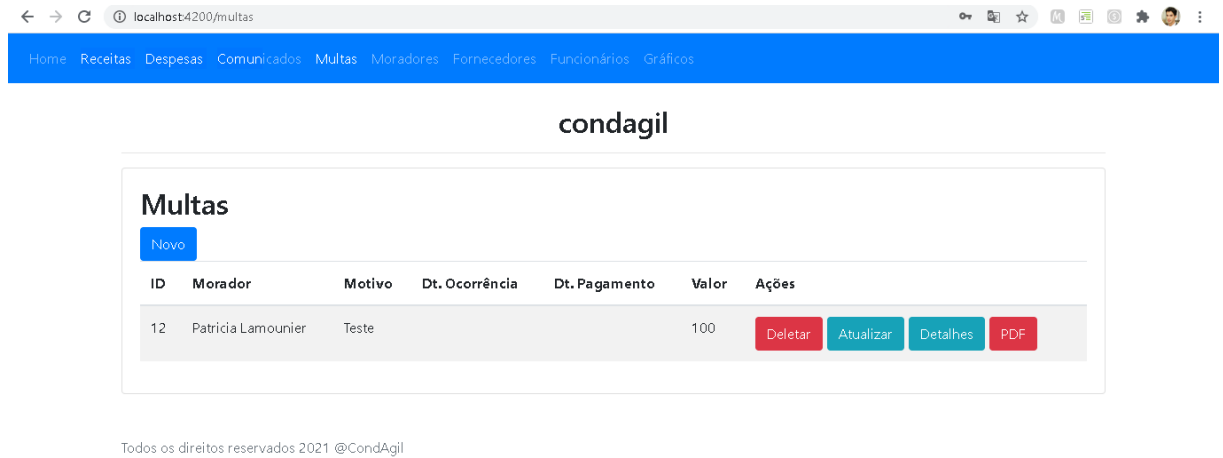 localhost:4200/multas
Home Receitas Despesas Comunicados Multas Moradores Fornecedores Funcionários Gráficos
condagil
Multas
Novo
ID Morador Motivo Dt. Ocorrência Dt. Pagamento Valor Ações
12 Patricia Lamounier Teste 100 Deletar Atualizar Detalhes PDF
Todos os direitos reservados 2021 @CondAgil